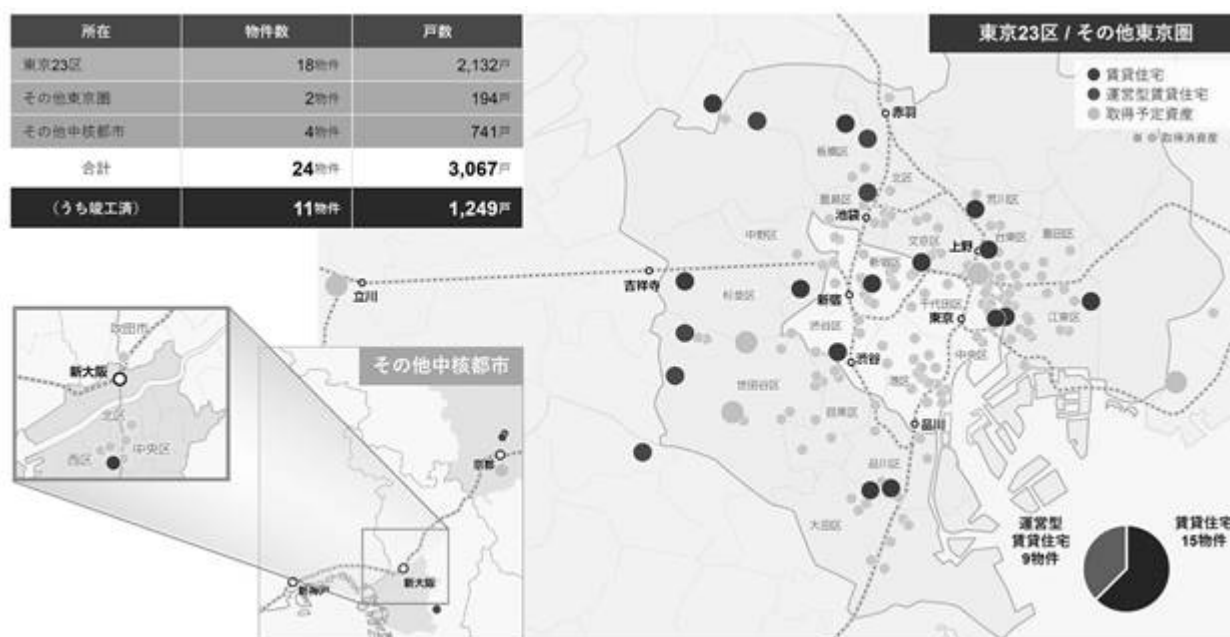 所在 物件数 戸数
東京23区 18物件 2,132戸
その他東京圏 2物件 194戸
その他中核都市 4物件 741戸
合計 24物件 3,067戸
（うち竣工済） 11物件 1,249戸
東京23区 / その他東京圏
賃貸住宅
運営型賃貸住宅
取得予定資産
取得済資産
赤羽
板橋区
北区
豊島区
荒川区
池袋
中野区
文京区
上野
台東区
墨田区
新宿区
吉祥寺
立川
杉並区
新宿
千代田区
東京
江東区
渋谷区
中央区
渋谷
港区
世田谷区
目黒区
品川
品川区
大田区
その他中核都市
吹田市
新大阪
北区
中央区
西区
京都
新大阪
新神戸
運営型
賃貸住宅
9物件
賃貸住宅
15物件